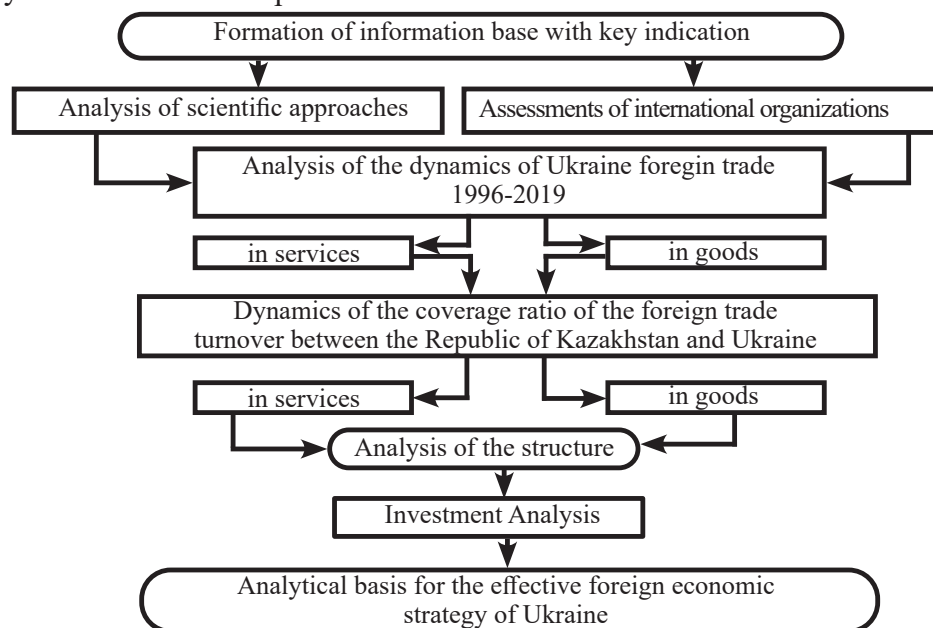 Formation of information base with key indication
Analysis of scientific approaches
Assessments of international organizations
Analysis of the dynamics of Ukraine foregin trade
1996-2019
in services
in goods
Dynamics of the coverage ratio of the foreign trade
turnover between the Republic of Kazakhstan and Ukraine
in services
in goods
Analysis of the structure
Investment Analysis
Analytical basis for the effective foreign economic
strategy of Ukraine